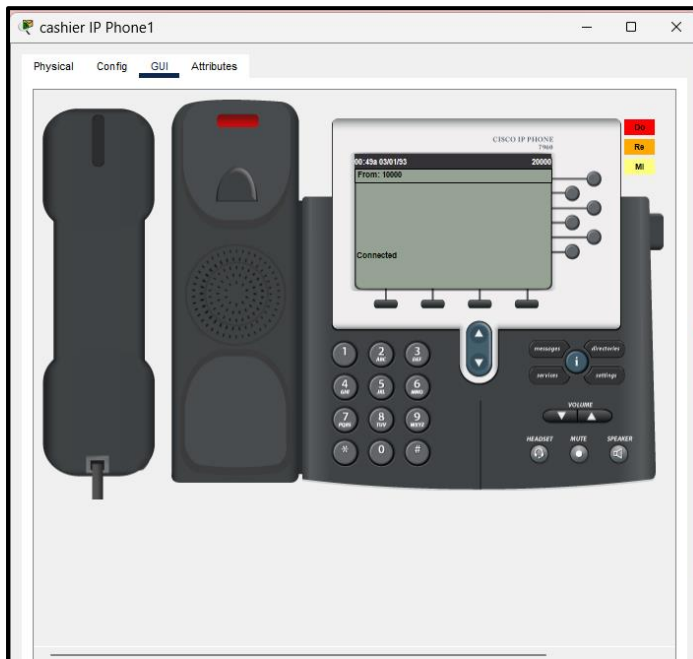 cashier IP Phone1
Physical Config GUI Attributes
CISCO IP PHONE
7960
Do
Re
MI
00:49a 03/01/93 20000
From: 10000
Connected
messages directories
i
services settings
1 2 ABC 3 DEF
4 GHI 5 JKL 6 MNO
7 PQRS 8 TUV 9 WXYZ
* 0 #
VOLUME
HEADSET MUTE SPEAKER